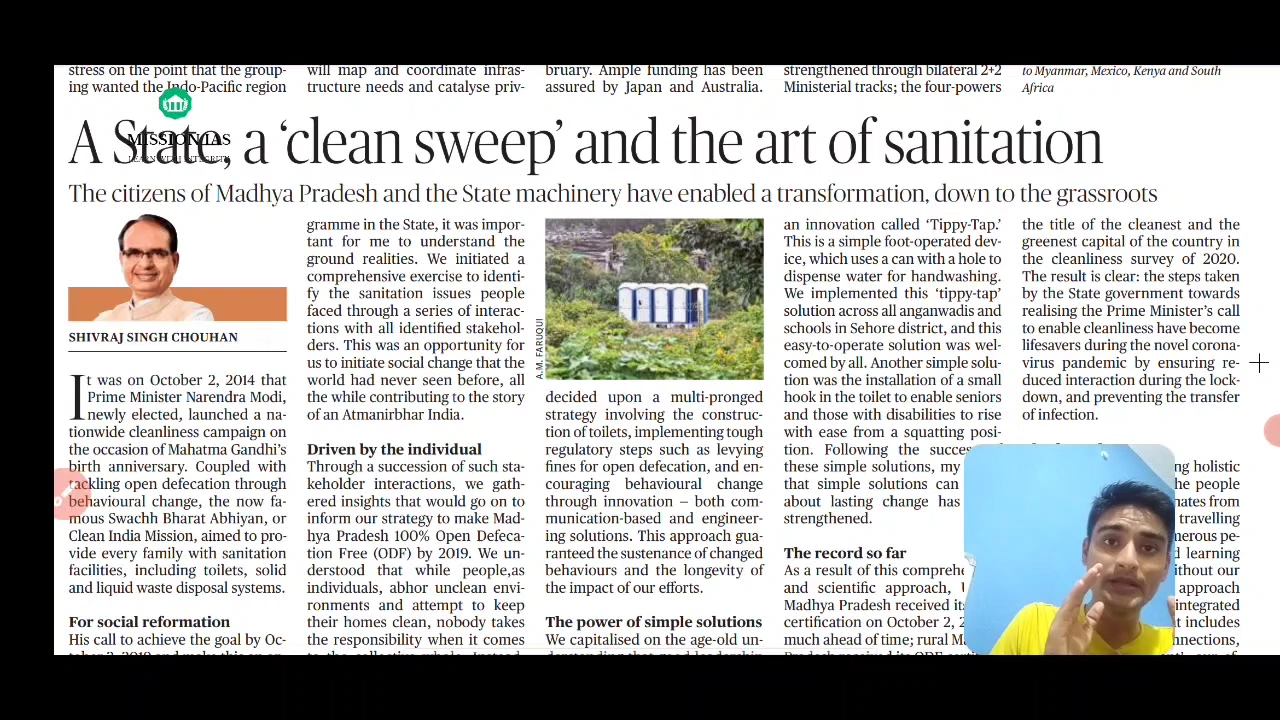 stress on the point that the group-
ing wanted the Indo-Pacific region
will map and coordinate infras-
tructure needs and catalyse priv-
bruary. Ample funding has been
assured by Japan and Australia.
strengthened through bilateral 2+2
Ministerial tracks; the four-powers
to Myanmar, Mexico, Kenya and South
Africa
MISSION IAS
LEARN WITH INTEGRITY
A State, a ‘clean sweep’ and the art of sanitation
The citizens of Madhya Pradesh and the State machinery have enabled a transformation, down to the grassroots
SHIVRAJ SINGH CHOUHAN
It was on October 2, 2014 that
Prime Minister Narendra Modi,
newly elected, launched a na-
tionwide cleanliness campaign on
the occasion of Mahatma Gandhi’s
birth anniversary. Coupled with
tackling open defecation through
behavioural change, the now fa-
mous Swachh Bharat Abhiyan, or
Clean India Mission, aimed to pro-
vide every family with sanitation
facilities, including toilets, solid
and liquid waste disposal systems.
For social reformation
His call to achieve the goal by Oc-
gramme in the State, it was impor-
tant for me to understand the
ground realities. We initiated a
comprehensive exercise to identi-
fy the sanitation issues people
faced through a series of interac-
tions with all identified stakehol-
ders. This was an opportunity for
us to initiate social change that the
world had never seen before, all
the while contributing to the story
of an Atmanirbhar India.
Driven by the individual
Through a succession of such sta-
keholder interactions, we gath-
ered insights that would go on to
inform our strategy to make Mad-
hya Pradesh 100% Open Defeca-
tion Free (ODF) by 2019. We un-
derstood that while people,as
individuals, abhor unclean envi-
ronments and attempt to keep
their homes clean, nobody takes
the responsibility when it comes
A.M. FARUQUI
decided upon a multi-pronged
strategy involving the construc-
tion of toilets, implementing tough
regulatory steps such as levying
fines for open defecation, and en-
couraging behavioural change
through innovation — both com-
munication-based and engineer-
ing solutions. This approach gua-
ranteed the sustenance of changed
behaviours and the longevity of
the impact of our efforts.
The power of simple solutions
We capitalised on the age-old un-
an innovation called ‘Tippy-Tap.’
This is a simple foot-operated dev-
ice, which uses a can with a hole to
dispense water for handwashing.
We implemented this ‘tippy-tap’
solution across all anganwadis and
schools in Sehore district, and this
easy-to-operate solution was wel-
comed by all. Another simple solu-
tion was the installation of a small
hook in the toilet to enable seniors
and those with disabilities to rise
with ease from a squatting posi-
tion. Following the
these simple solutions, my
that simple solutions can
about lasting change has
strengthened.
The record so far
As a result of this
and scientific approach,
Madhya Pradesh received
certification on October 2,
much ahead of time; rural
the title of the cleanest and the
greenest capital of the country in
the cleanliness survey of 2020.
The result is clear: the steps taken
by the State government towards
realising the Prime Minister’s call
to enable cleanliness have become
lifesavers during the novel corona-
virus pandemic by ensuring re-
duced interaction during the lock-
down, and preventing the transfer
of infection.
holistic
people
from
travelling
learning
our
approach
integrated
includes